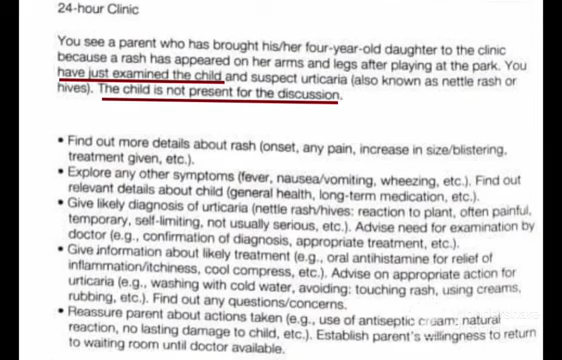 24-hour Clinic
You see a parent who has brought his/her four-year-old daughter to the clinic
because a rash has appeared on her arms and legs after playing at the park. You
have just examined the child and suspect urticaria (also known as nettle rash or
hives). The child is not present for the discussion.
• Find out more details about rash (onset, any pain, increase in size/blistering,
treatment given, etc.).
• Explore any other symptoms (fever, nausea/vomiting, wheezing, etc.). Find out
relevant details about child (general health, long-term medication, etc.).
• Give likely diagnosis of urticaria (nettle rash/hives: reaction to plant, often painful,
temporary, self-limiting, not usually serious, etc.). Advise need for examination by
doctor (e.g., confirmation of diagnosis, appropriate treatment, etc.).
• Give information about likely treatment (e.g., oral antihistamine for relief of
inflammation/itchiness, cool compress, etc.). Advise on appropriate action for
urticaria (e.g., washing with cold water, avoiding: touching rash, using creams,
rubbing, etc.). Find out any questions/concerns.
• Reassure parent about actions taken (e.g., use of antiseptic cream: natural
reaction, no lasting damage to child, etc.). Establish parent's willingness to return
to waiting room until doctor available.